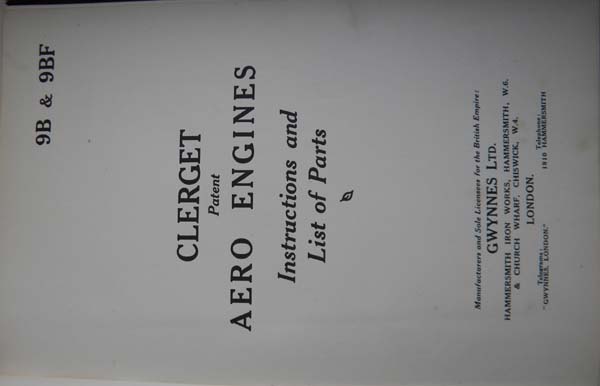 9B & 9BF
CLERGET
Patent
AERO ENGINES
Instructions and
List of Parts
Manufacturers and Sole Licensees for the British Empire:
GWYNNES LTD.
HAMMERSMITH IRON WORKS, HAMMERSMITH, W.6.
& CHURCH WHARF, CHISWICK, W.4.
LONDON.
Telegrams: Telephone:
"GWYNNES, LONDON." 1910 HAMMERSMITH